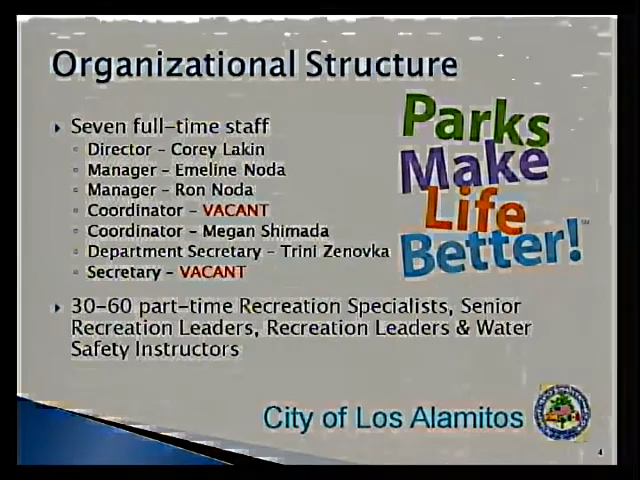 Organizational Structure
Seven full-time staff
Director - Corey Lakin
Manager - Emeline Noda
Manager - Ron Noda
Coordinator - VACANT
Coordinator - Megan Shimada
Department Secretary - Trini Zenovka
Secretary - VACANT
30-60 part-time Recreation Specialists, Senior
Recreation Leaders, Recreation Leaders & Water
Safety Instructors
Parks
Make
Life
Better!
City of Los Alamitos
4